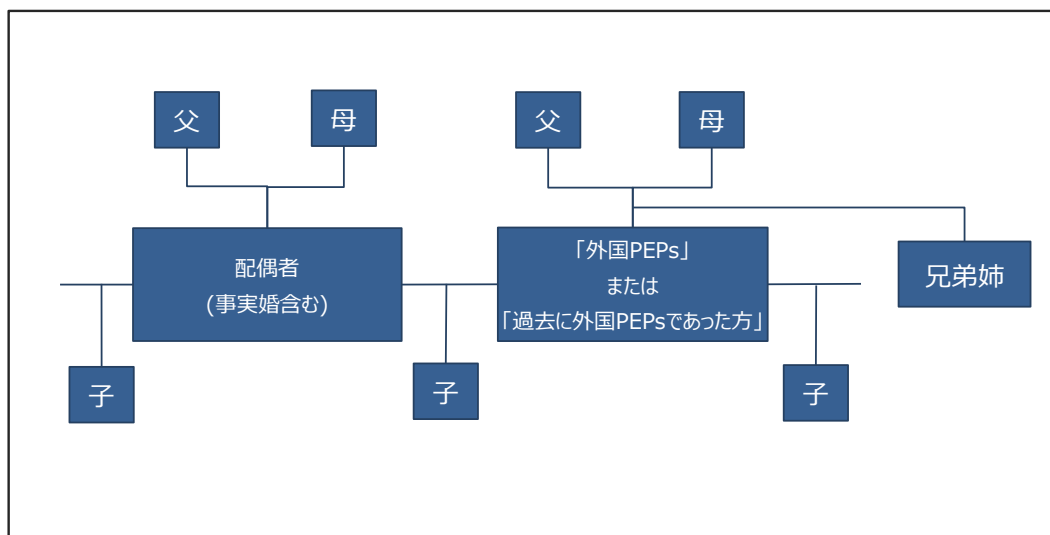 父
母
父
母
配偶者
(事実婚含む)
「外国PEPs」
または
「過去に外国PEPsであった方」
兄弟姉
子
子
子